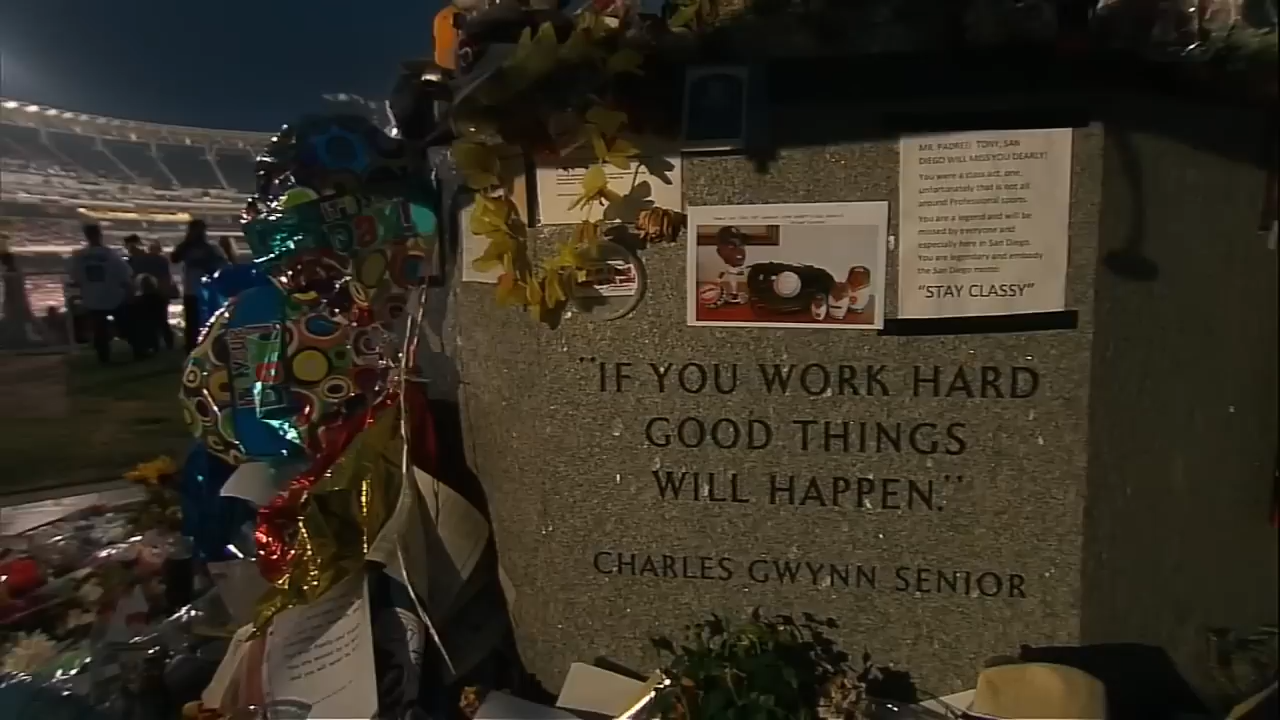 MR. PADRE!! TONY, SAN
DIEGO WILL MISS YOU DEARLY!
You were a class act, one,
unfortunately that is not all
around Professional sports.
You are a legend and will be
missed by everyone and
especially here in San Diego.
You are legendary and embody
the San Diego motto:
"STAY CLASSY"
"IF YOU WORK HARD
GOOD THINGS
WILL HAPPEN."
CHARLES GWYNN SENIOR